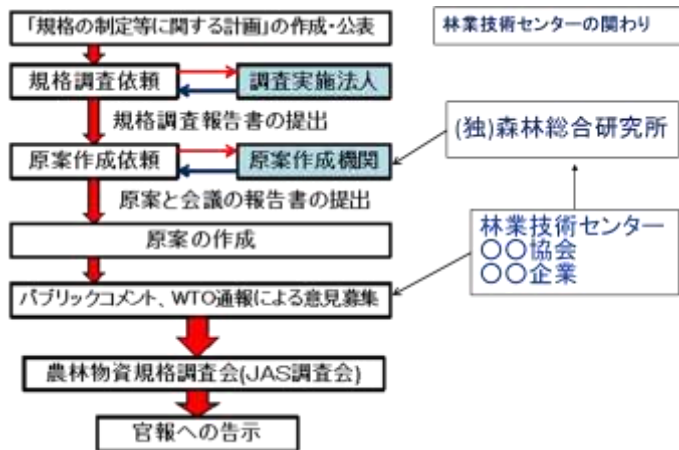 「規格の制定等に関する計画」の作成・公表
林業技術センターの関わり
規格調査依頼
調査実施法人
規格調査報告書の提出
(独)森林総合研究所
原案作成依頼
原案作成機関
原案と会議の報告書の提出
原案の作成
林業技術センター
〇〇協会
〇〇企業
パブリックコメント、WTO通報による意見募集
農林物資規格調査会(JAS調査会)
官報への告示